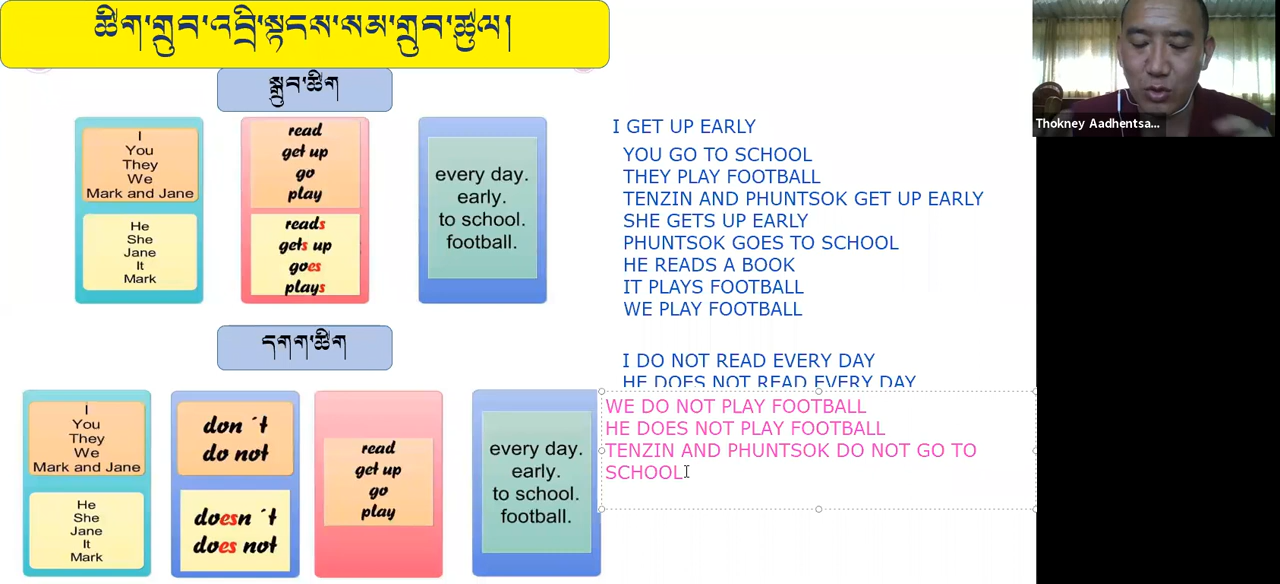 ཚིག་གྲུབ་འབྲི་སྟངས་སམ་གྲུབ་ཚུལ།
སྒྲུབ་ཚིག
I
You
They
We
Mark and Jane
He
She
Jane
It
Mark
read
get up
go
play
reads
gets up
goes
plays
every day.
early.
to school.
football.
I GET UP EARLY
YOU GO TO SCHOOL
THEY PLAY FOOTBALL
TENZIN AND PHUNTSOK GET UP EARLY
SHE GETS UP EARLY
PHUNTSOK GOES TO SCHOOL
HE READS A BOOK
IT PLAYS FOOTBALL
WE PLAY FOOTBALL
I DO NOT READ EVERY DAY
HE DOES NOT READ EVERY DAY
WE DO NOT PLAY FOOTBALL
HE DOES NOT PLAY FOOTBALL
TENZIN AND PHUNTSOK DO NOT GO TO
SCHOOL
དགག་ཚིག
I
You
They
We
Mark and Jane
He
She
Jane
It
Mark
don ´t
do not
doesn ´t
does not
read
get up
go
play
every day.
early.
to school.
football.
Thokney Aadhentsa...